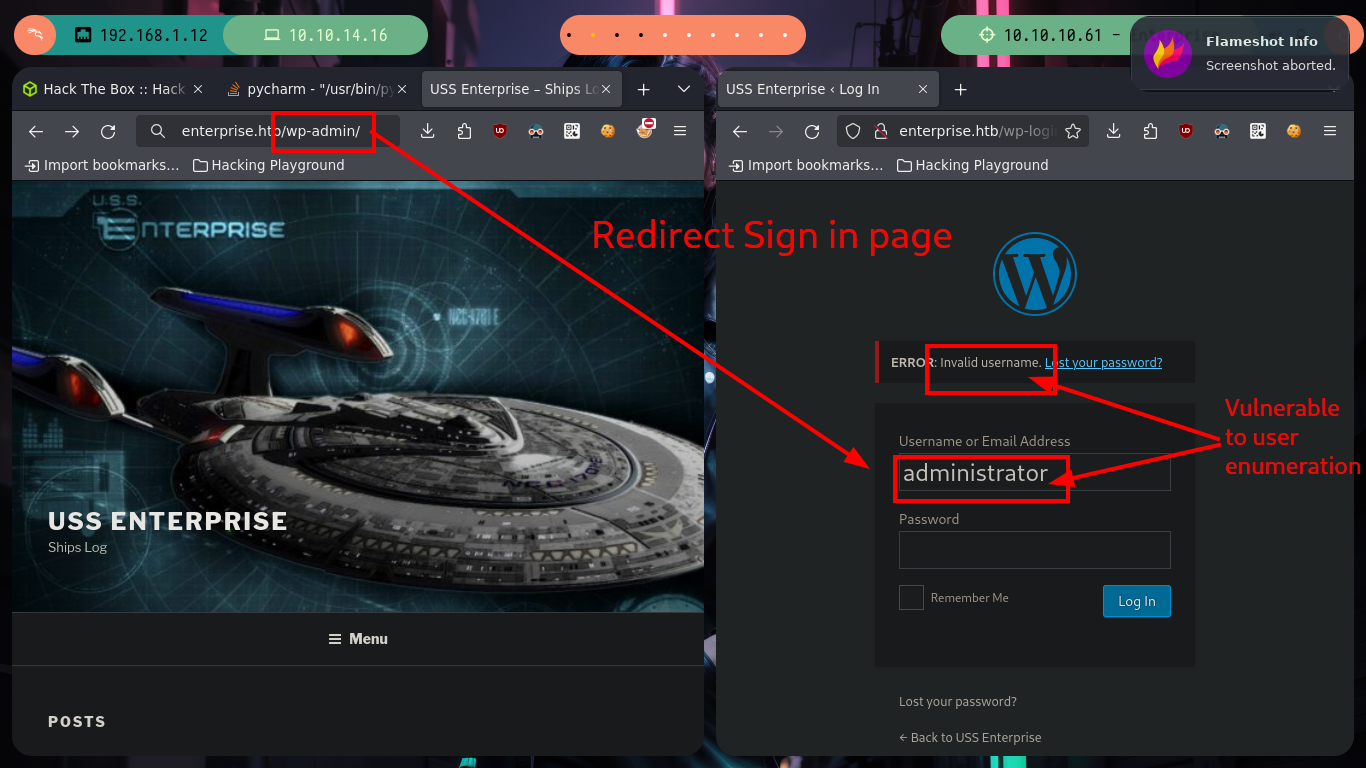 192.168.1.12
10.10.14.16
10.10.10.61 -
Flameshot Info
Screenshot aborted.
Hack The Box :: Hack
pycharm - "/usr/bin/py
USS Enterprise – Ships Lo
USS Enterprise ‹ Log In
enterprise.htb/wp-admin/
enterprise.htb/wp-logi
Import bookmarks...
Hacking Playground
Import bookmarks...
Hacking Playground
U.S.S.
ENTERPRISE
Redirect Sign in page
ERROR: Invalid username. Lost your password?
Vulnerable
to user
enumeration
Username or Email Address
administrator
Password
Remember Me
Log In
USS ENTERPRISE
Ships Log
Menu
POSTS
Lost your password?
← Back to USS Enterprise